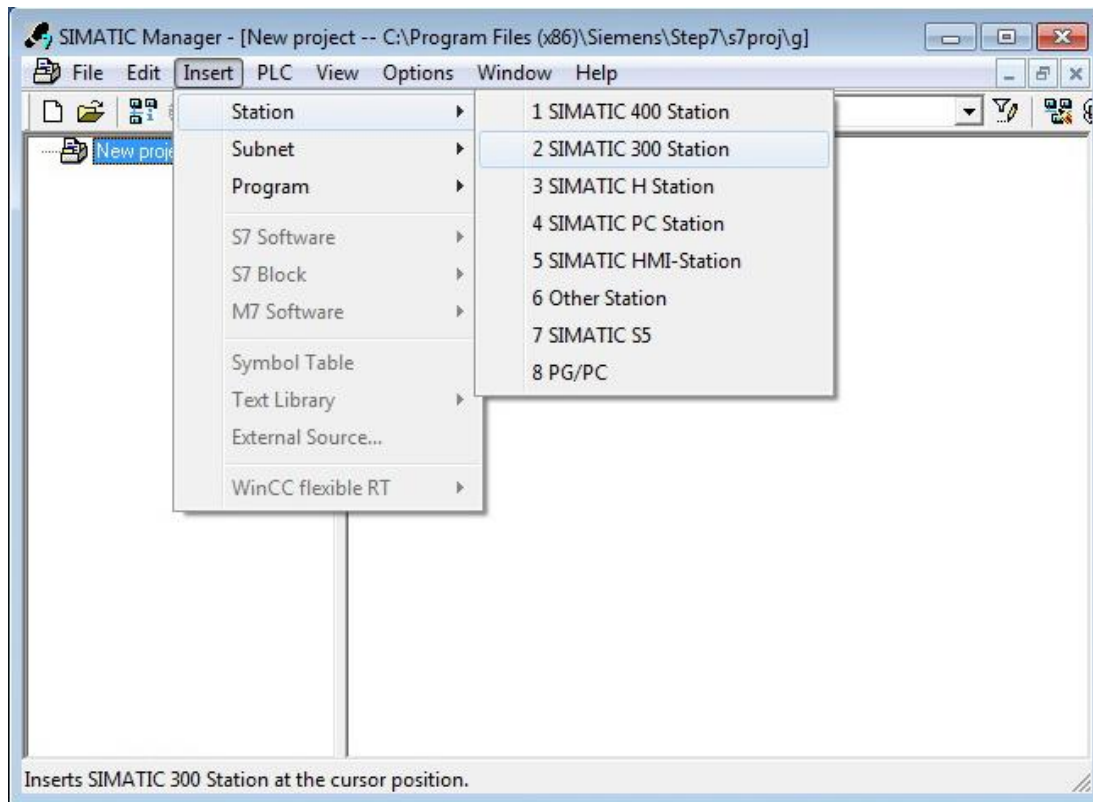 SIMATIC Manager - [New project -- C:\Program Files (x86)\Siemens\Step7\s7proj\g]
File Edit Insert PLC View Options Window Help
New proje
Station
Subnet
Program
S7 Software
S7 Block
M7 Software
Symbol Table
Text Library
External Source...
WinCC flexible RT
1 SIMATIC 400 Station
2 SIMATIC 300 Station
3 SIMATIC H Station
4 SIMATIC PC Station
5 SIMATIC HMI-Station
6 Other Station
7 SIMATIC S5
8 PG/PC
Inserts SIMATIC 300 Station at the cursor position.